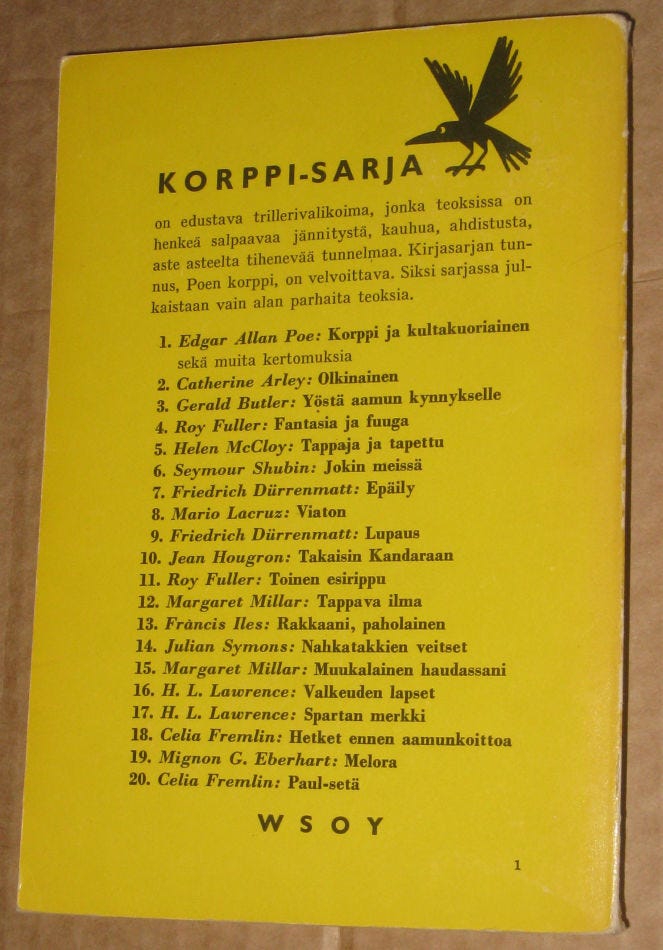 KORPPI-SARJA
on edustava trillerivalikoima, jonka teoksissa on
henkeä salpaavaa jännitystä, kauhua, ahdistusta,
aste asteelta tihenevää tunnelmaa. Kirjasarjan tun-
nus, Poen korppi, on velvoittava. Siksi sarjassa jul-
kaistaan vain alan parhaita teoksia.
1. Edgar Allan Poe: Korppi ja kultakuoriainen
sekä muita kertomuksia
2. Catherine Arley: Olkinainen
3. Gerald Butler: Yöstä aamun kynnykselle
4. Roy Fuller: Fantasia ja fuuga
5. Helen McCloy: Tappaja ja tapettu
6. Seymour Shubin: Jokin meissä
7. Friedrich Dürrenmatt: Epäily
8. Mario Lacruz: Viaton
9. Friedrich Dürrenmatt: Lupaus
10. Jean Hougron: Takaisin Kandaraan
11. Roy Fuller: Toinen esirippu
12. Margaret Millar: Tappava ilma
13. Francis Iles: Rakkaani, paholainen
14. Julian Symons: Nahkatakkien veitset
15. Margaret Millar: Muukalainen haudassani
16. H. L. Lawrence: Valkeuden lapset
17. H. L. Lawrence: Spartan merkki
18. Celia Fremlin: Hetket ennen aamunkoittoa
19. Mignon G. Eberhart: Melora
20. Celia Fremlin: Paul-setä
WSOY
1